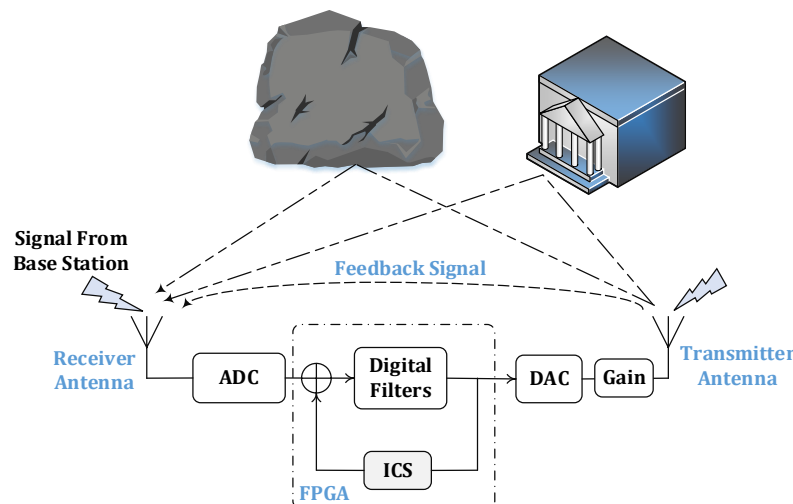 Signal From
Base Station
Feedback Signal
Receiver
Antenna
ADC
Digital
Filters
DAC
Gain
Transmitter
Antenna
ICS
FPGA